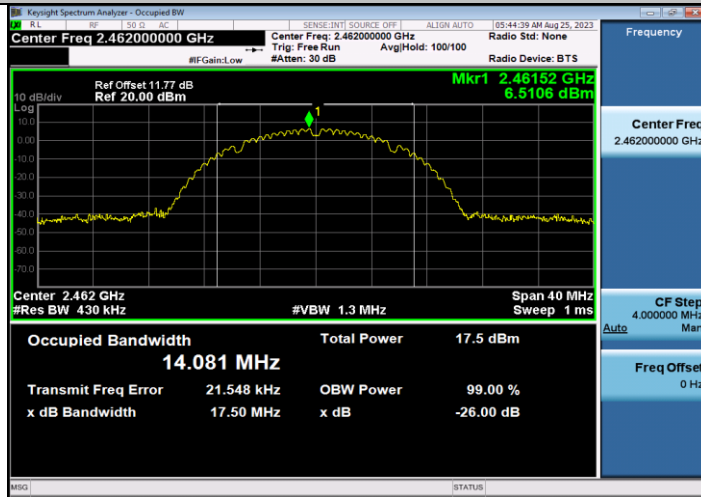 Keysight Spectrum Analyzer - Occupied BW
RL RF 50 Ω AC SENSE:INT SOURCE OFF ALIGN AUTO 05:44:39 AM Aug 25, 2023
Center Freq 2.462000000 GHz
Center Freq: 2.462000000 GHz Radio Std: None
Trig: Free Run Avg|Hold: 100/100
#IFGain:Low #Atten: 30 dB Radio Device: BTS
Frequency
Ref Offset 11.77 dB
Mkr1 2.46152 GHz
10 dB/div Ref 20.00 dBm 6.5106 dBm
Log
1
10.0
0.00
-10.0
-20.0
-30.0
-40.0
-50.0
-60.0
-70.0
Center 2.462 GHz Span 40 MHz
#Res BW 430 kHz #VBW 1.3 MHz Sweep 1 ms
Occupied Bandwidth Total Power 17.5 dBm
14.081 MHz
Transmit Freq Error 21.548 kHz OBW Power 99.00 %
x dB Bandwidth 17.50 MHz x dB -26.00 dB
Center Freq
2.462000000 GHz
CF Step
4.000000 MHz
Auto Man
Freq Offset
0 Hz
MSG STATUS